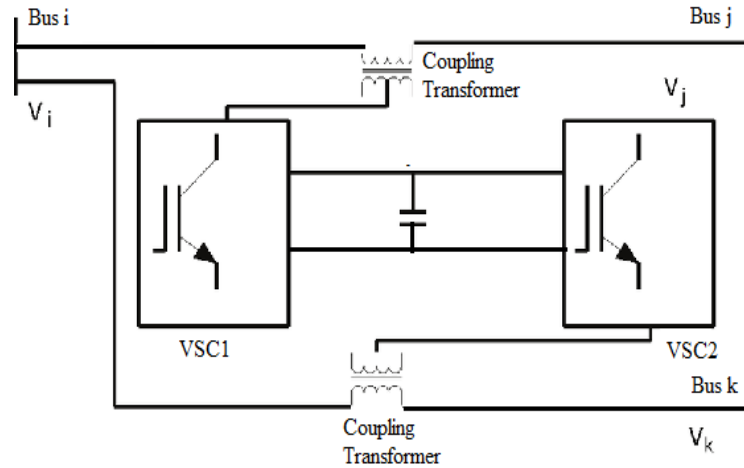 Bus i
Bus j
Coupling
Transformer
V i
V j
VSC1
VSC2
Bus k
Coupling
Transformer
V k